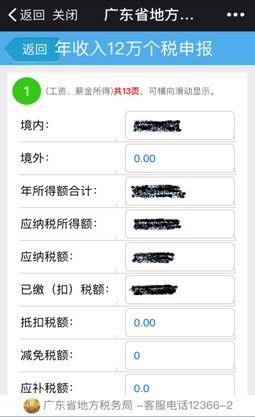 返回 关闭 广东省地方...
返回 年收入12万个税申报
1 (工资、薪金所得)共13页，可横向滑动显示。
境内：
境外： 0.00
年所得额合计：
应纳税所得额：
应纳税额：
已缴（扣）税额：
抵扣税额： 0.00
减免税额： 0
应补税额： 0.0
广东省地方税务局 -客服电话12366-2